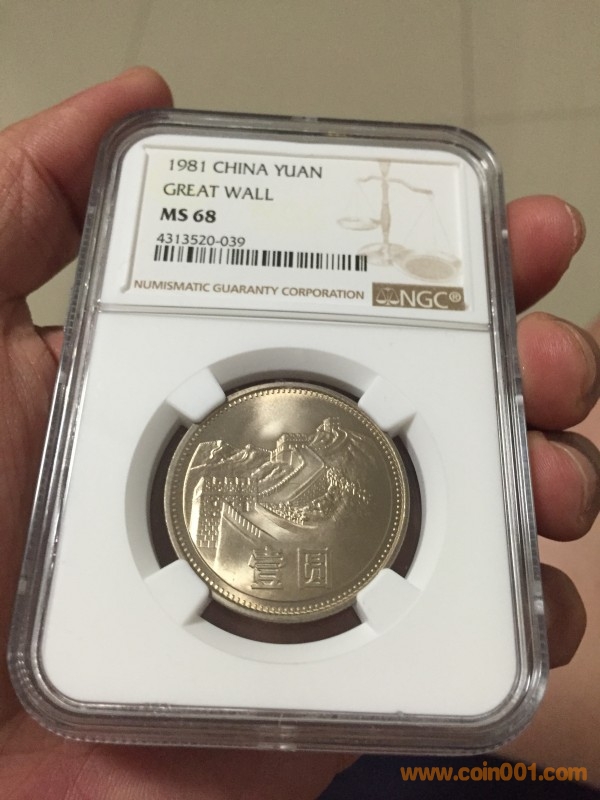 1981 CHINA YUAN
GREAT WALL
MS 68
4313520-039
NUMISMATIC GUARANTY CORPORATION
NGC®
壹圆
www.coin001.com